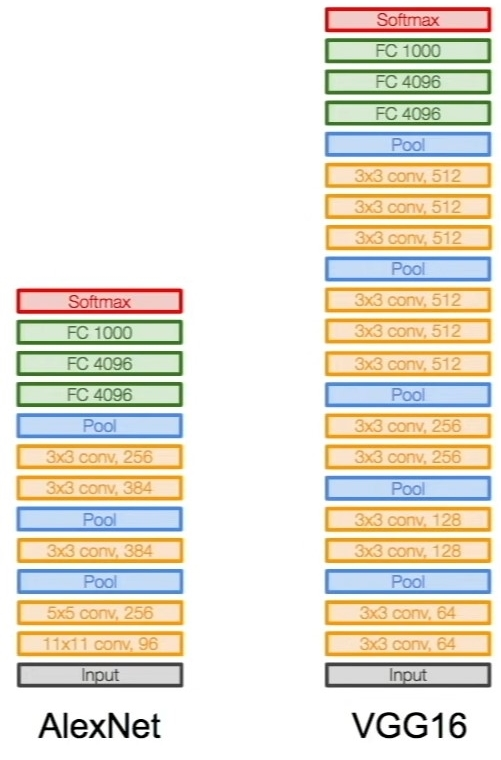 Softmax
FC 1000
FC 4096
FC 4096
Pool
3x3 conv, 256
3x3 conv, 384
Pool
3x3 conv, 384
Pool
5x5 conv, 256
11x11 conv, 96
Input
AlexNet
Softmax
FC 1000
FC 4096
FC 4096
Pool
3x3 conv, 512
3x3 conv, 512
3x3 conv, 512
Pool
3x3 conv, 512
3x3 conv, 512
3x3 conv, 512
Pool
3x3 conv, 256
3x3 conv, 256
Pool
3x3 conv, 128
3x3 conv, 128
Pool
3x3 conv, 64
3x3 conv, 64
Input
VGG16